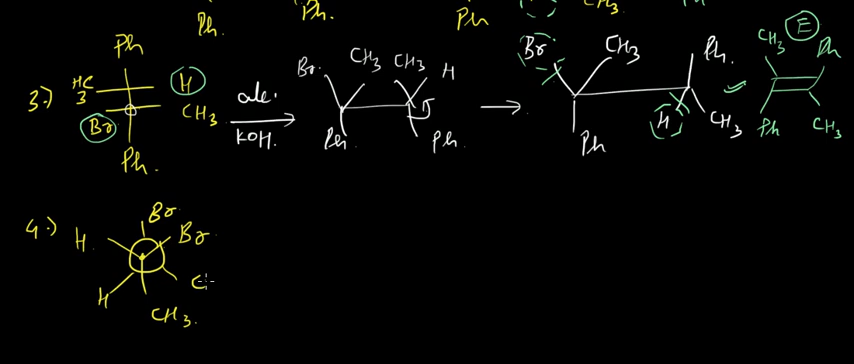 Ph. Ph. Ph CH3
Ph
3.) H3C H
Br CH3
Ph.
alc. KOH.
Br. CH3 CH3 H
Ph. Ph.
Br CH3 Ph.
Ph H CH3
E
CH3 Ph
Ph CH3
4.) H Br Br
H C
CH3.